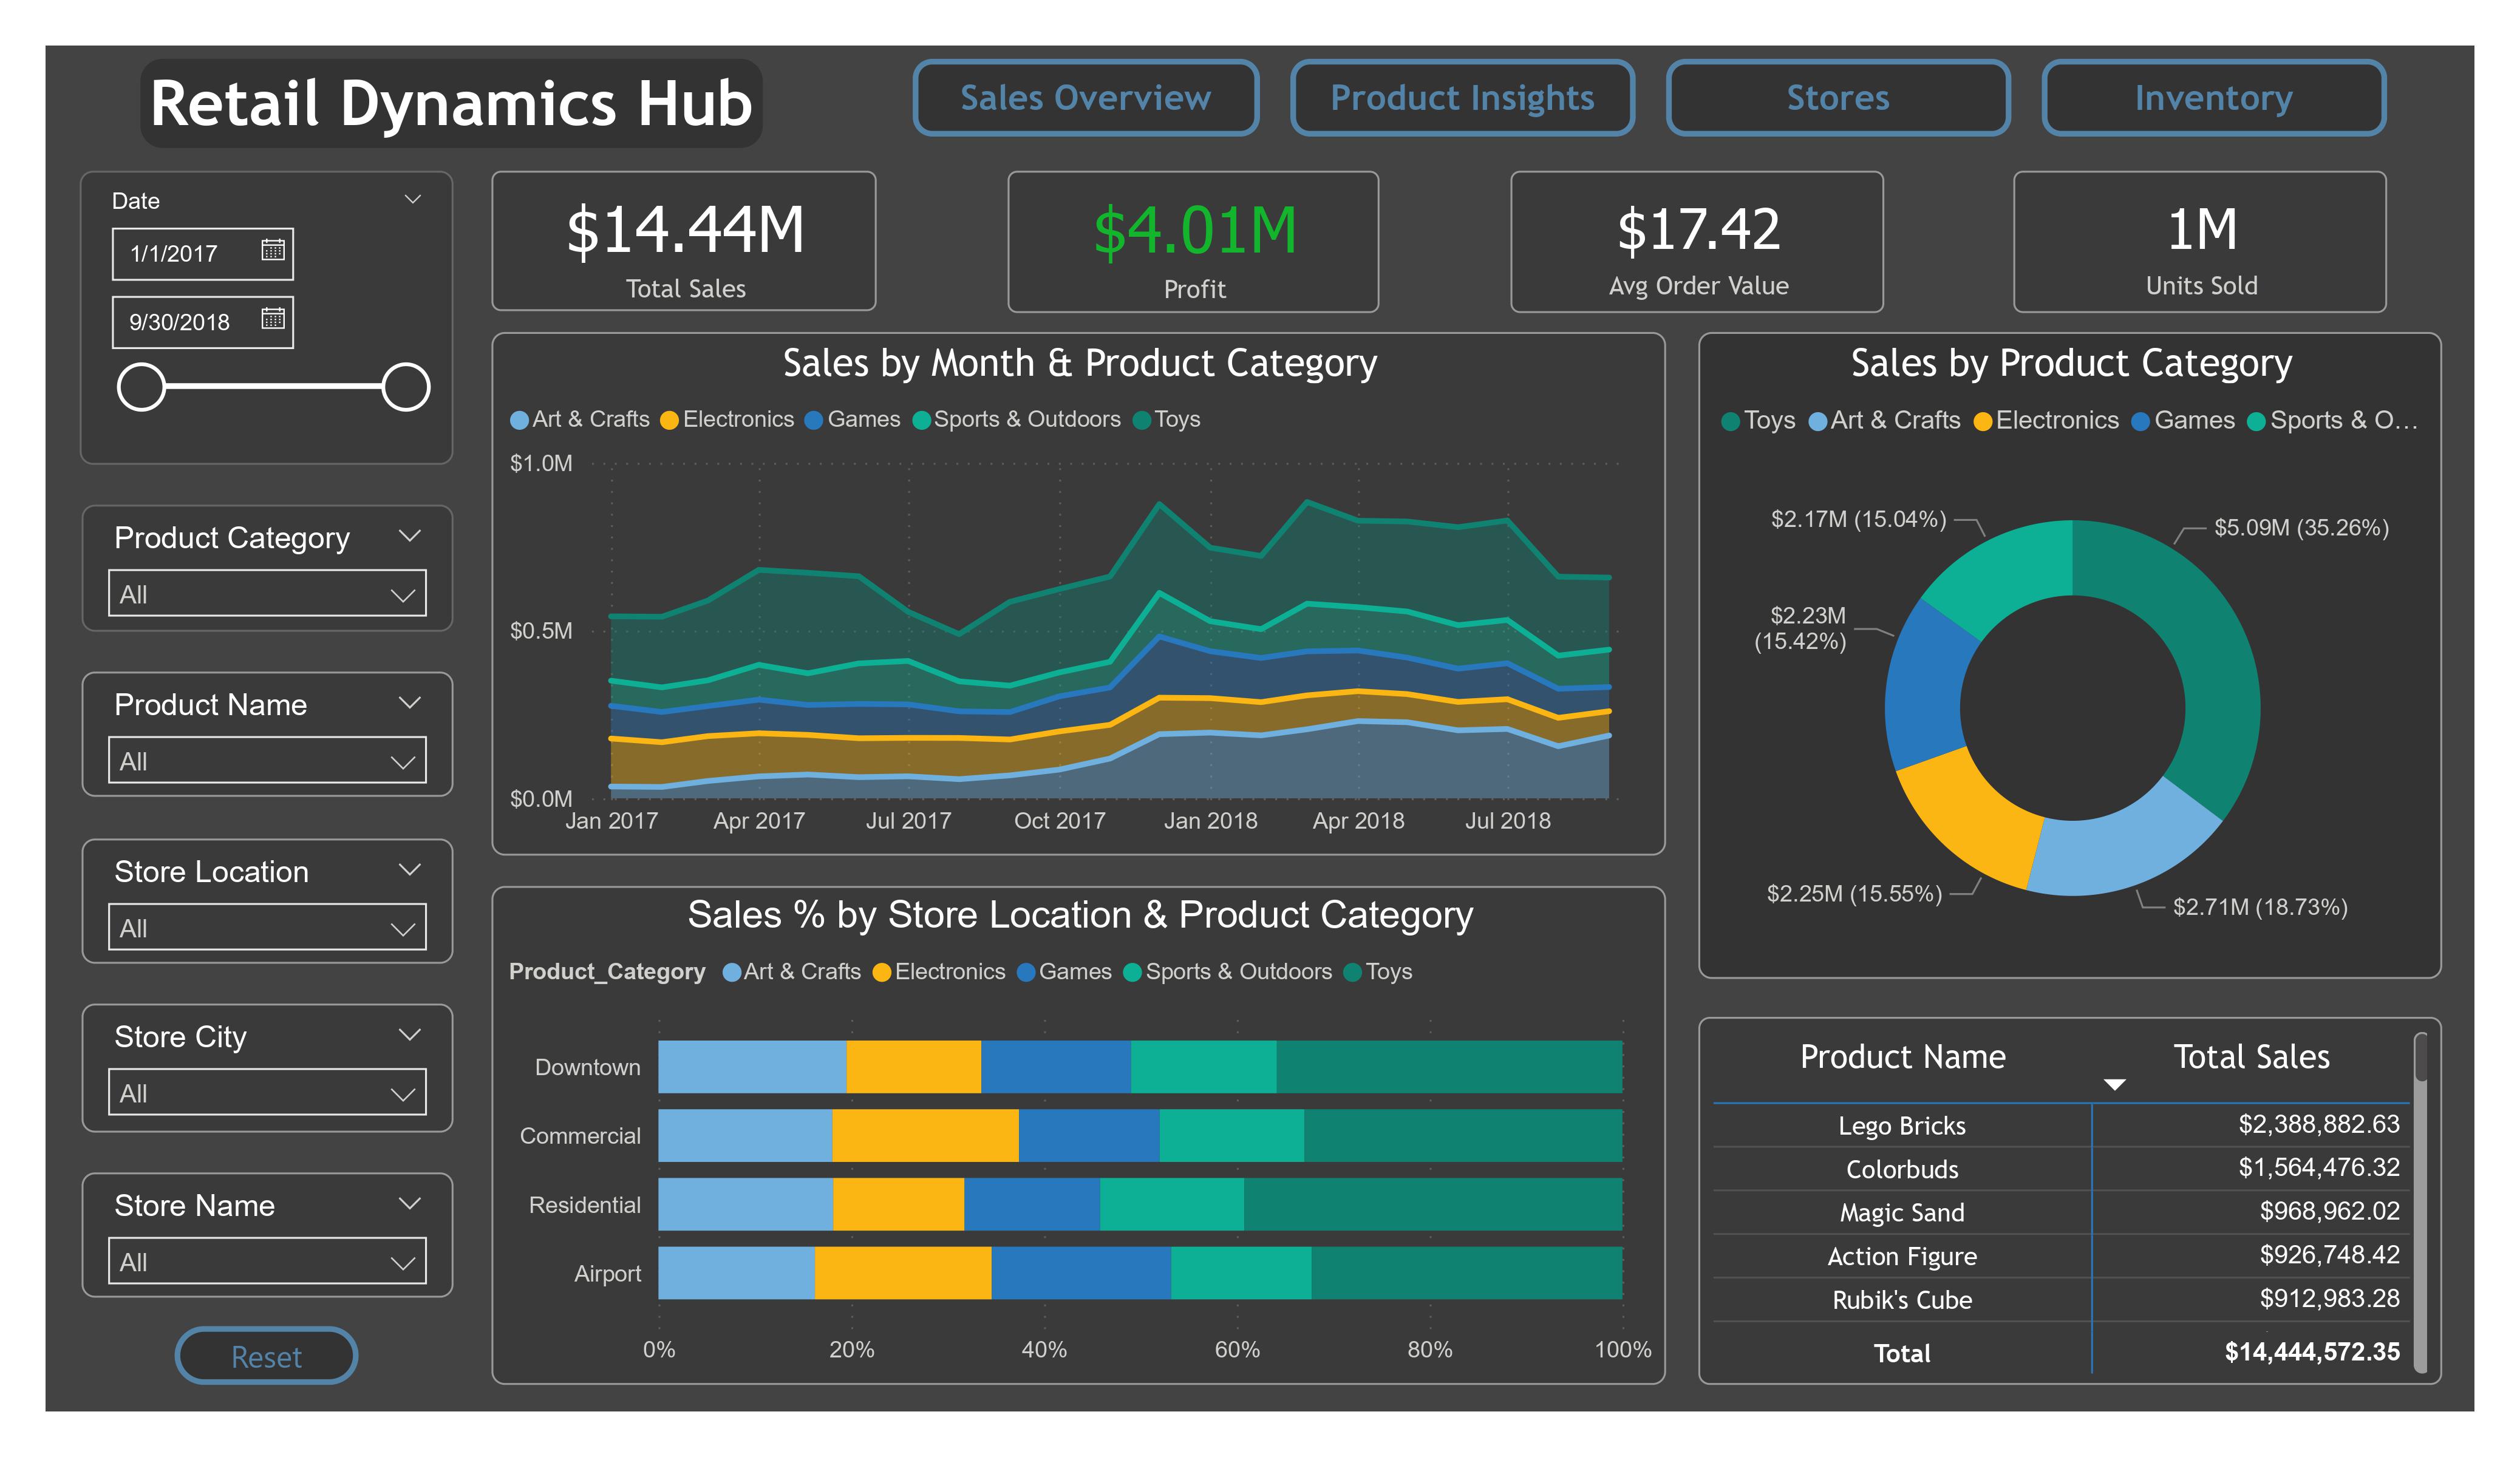 Retail Dynamics Hub
Sales Overview
Product Insights
Stores
Inventory
Date
1/1/2017
9/30/2018
$14.44M
Total Sales
$4.01M
Profit
$17.42
Avg Order Value
1M
Units Sold
Product Category
All
Product Name
All
Store Location
All
Store City
All
Store Name
All
Reset
Sales by Month & Product Category
Art & Crafts Electronics Games Sports & Outdoors Toys
$1.0M
$0.5M
$0.0M
Jan 2017 Apr 2017 Jul 2017 Oct 2017 Jan 2018 Apr 2018 Jul 2018
Sales by Product Category
Toys Art & Crafts Electronics Games Sports & O...
$2.17M (15.04%)
$5.09M (35.26%)
$2.23M
(15.42%)
$2.25M (15.55%)
$2.71M (18.73%)
Sales % by Store Location & Product Category
Product_Category Art & Crafts Electronics Games Sports & Outdoors Toys
Downtown
Commercial
Residential
Airport
0% 20% 40% 60% 80% 100%
Product Name Total Sales
Lego Bricks $2,388,882.63
Colorbuds $1,564,476.32
Magic Sand $968,962.02
Action Figure $926,748.42
Rubik's Cube $912,983.28
Total $14,444,572.35